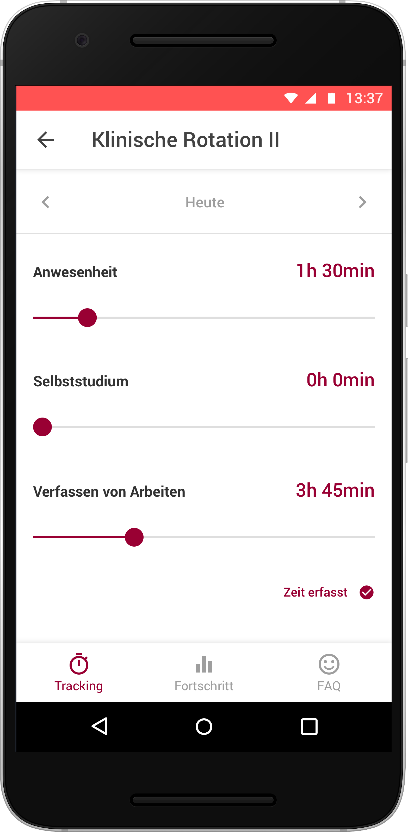 13:37
Klinische Rotation II
Heute
Anwesenheit 1h 30min
Selbststudium 0h 0min
Verfassen von Arbeiten 3h 45min
Zeit erfasst
Tracking Fortschritt FAQ